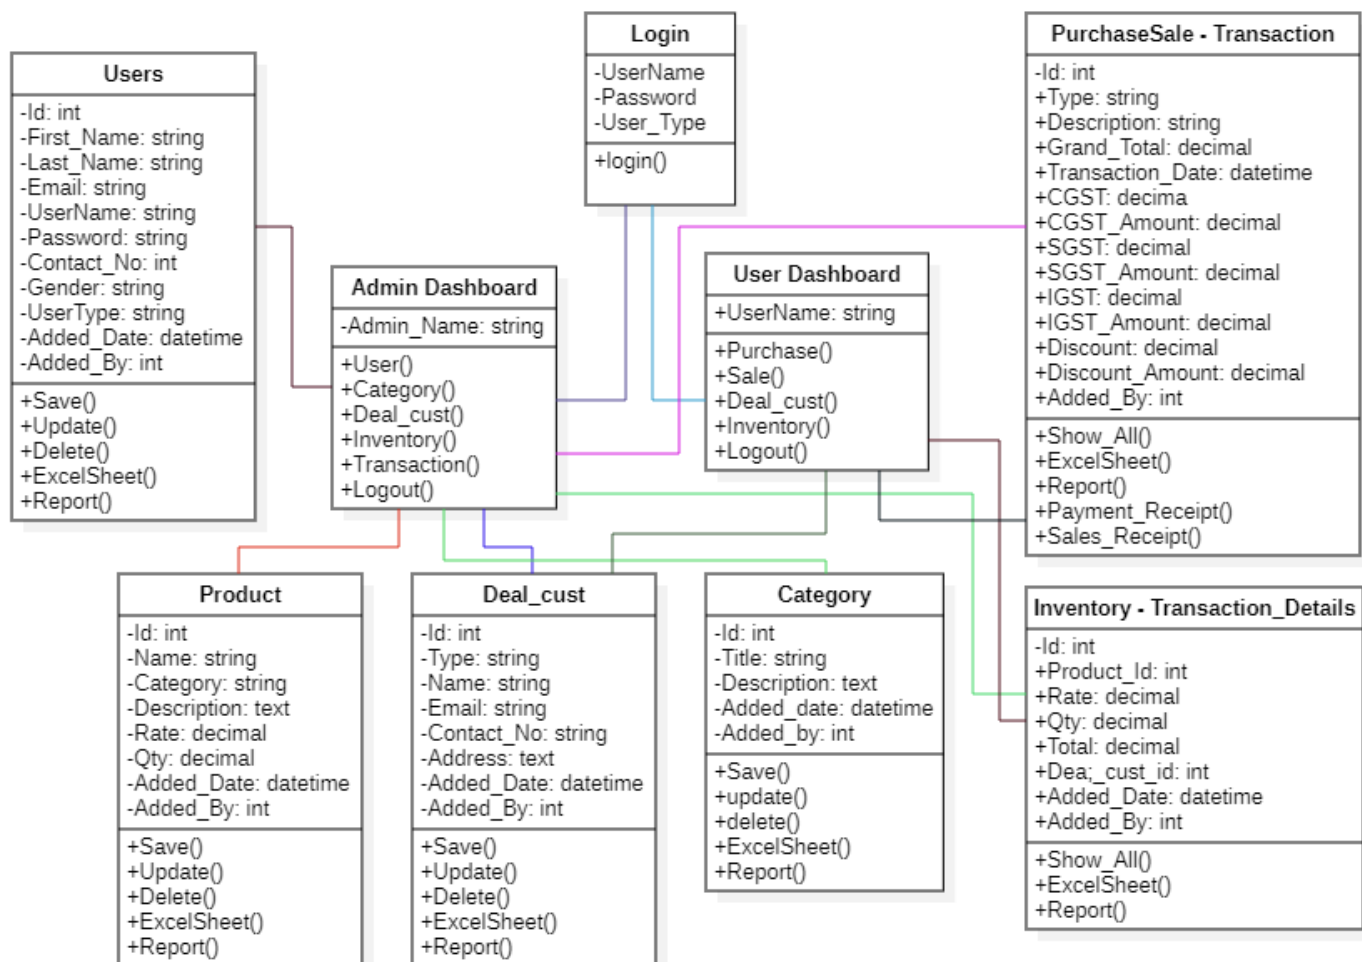 Users
-Id: int
-First_Name: string
-Last_Name: string
-Email: string
-UserName: string
-Password: string
-Contact_No: int
-Gender: string
-UserType: string
-Added_Date: datetime
-Added_By: int
+Save()
+Update()
+Delete()
+ExcelSheet()
+Report()
Login
-UserName
-Password
-User_Type
+login()
PurchaseSale - Transaction
-Id: int
+Type: string
+Description: string
+Grand_Total: decimal
+Transaction_Date: datetime
+CGST: decima
+CGST_Amount: decimal
+SGST: decimal
+SGST_Amount: decimal
+IGST: decimal
+IGST_Amount: decimal
+Discount: decimal
+Discount_Amount: decimal
+Added_By: int
+Show_All()
+ExcelSheet()
+Report()
+Payment_Receipt()
+Sales_Receipt()
Admin Dashboard
-Admin_Name: string
+User()
+Category()
+Deal_cust()
+Inventory()
+Transaction()
+Logout()
User Dashboard
+UserName: string
+Purchase()
+Sale()
+Deal_cust()
+Inventory()
+Logout()
Product
-Id: int
-Name: string
-Category: string
-Description: text
-Rate: decimal
-Qty: decimal
-Added_Date: datetime
-Added_By: int
+Save()
+Update()
+Delete()
+ExcelSheet()
+Report()
Deal_cust
-Id: int
-Type: string
-Name: string
-Email: string
-Contact_No: string
-Address: text
-Added_Date: datetime
-Added_By: int
+Save()
+Update()
+Delete()
+ExcelSheet()
+Report()
Category
-Id: int
-Title: string
-Description: text
-Added_date: datetime
-Added_by: int
+Save()
+update()
+delete()
+ExcelSheet()
+Report()
Inventory - Transaction_Details
-Id: int
+Product_Id: int
+Rate: decimal
+Qty: decimal
+Total: decimal
+Dea;_cust_id: int
+Added_Date: datetime
+Added_By: int
+Show_All()
+ExcelSheet()
+Report()